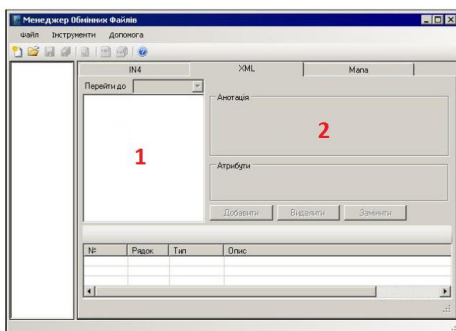 Менеджер Обмінних Файлів
Файл Інструменти Допомога
IN4 XML Мапа
Перейти до
Анотація
1
2
Атрибути
Добавити Видалити Замінити
№ Рядок Тип Опис